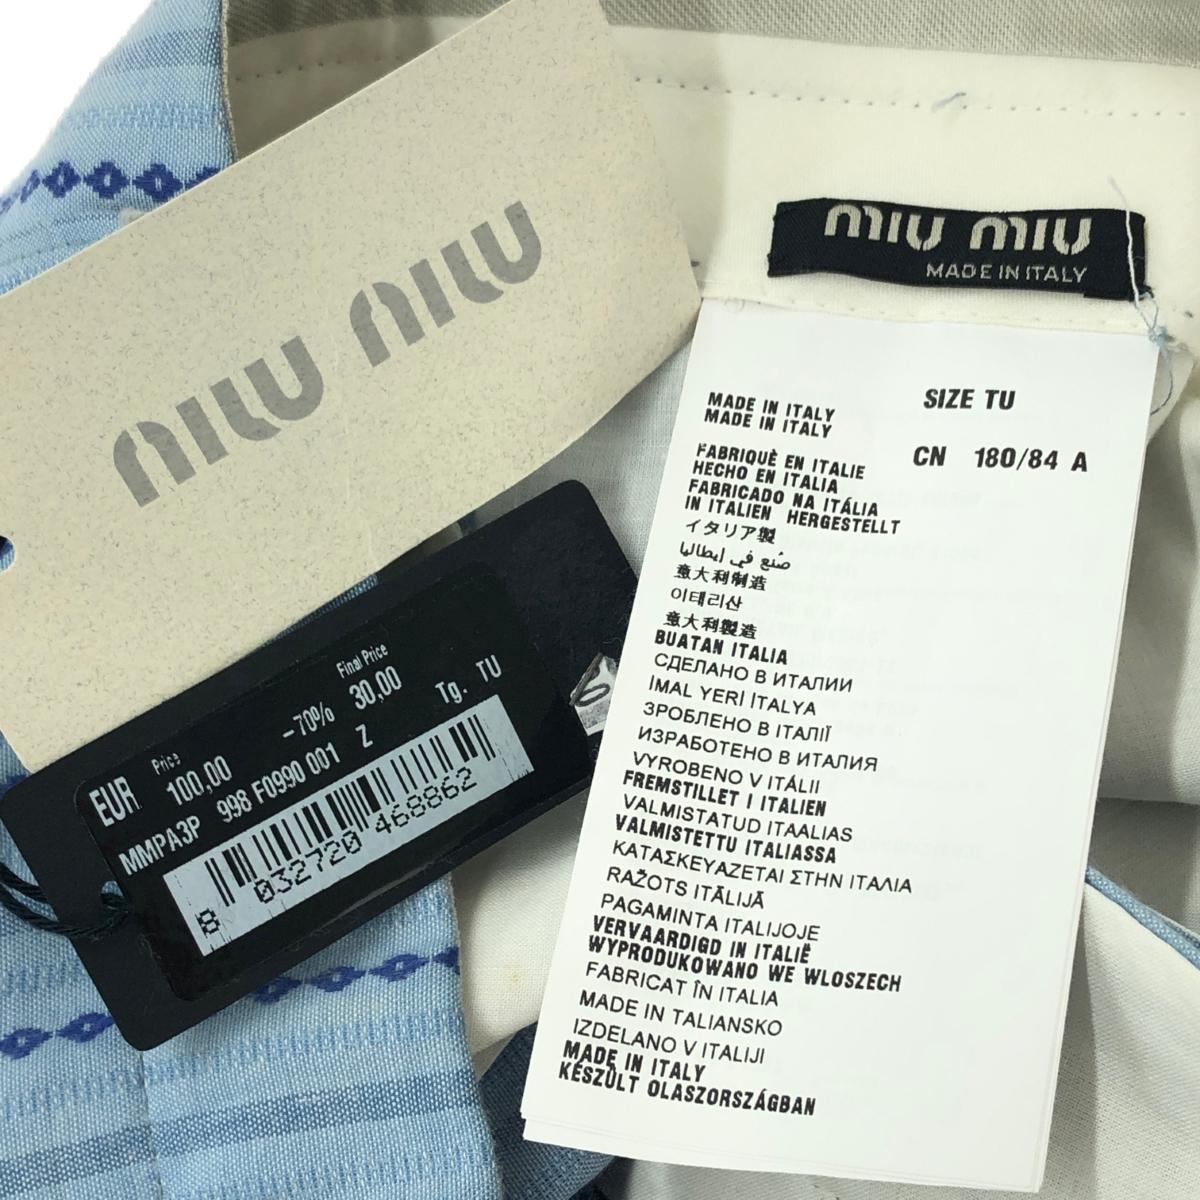 miu miu
miu miu
MADE IN ITALY
SIZE TU
CN 180/84 A
MADE IN ITALY
MADE IN ITALY
FABRIQUÈ EN ITALIE
HECHO EN ITALIA
FABRICADO NA ITÁLIA
IN ITALIEN HERGESTELLT
イタリア製
صُنع في إيطاليا
意大利制造
이태리산
意大利製造
BUATAN ITALIA
СДЕЛАНО В ИТАЛИИ
İMAL YERİ İTALYA
ЗРОБЛЕНО В ІТАЛІЇ
ИЗРАБОТЕНО В ИТАЛИЯ
VYROBENO V ITÁLII
FREMSTILLET I ITALIEN
VALMISTATUD ITAALIAS
VALMISTETTU ITALIASSA
ΚΑΤΑΣΚΕΥΑΖΕΤΑΙ ΣΤΗΝ ΙΤΑΛΙΑ
RAŽOTS ITĀLIJĀ
PAGAMINTA ITALIJOJE
VERVAARDIGD IN ITALIË
WYPRODUKOWANO WE WLOSZECH
FABRICAT ÎN ITALIA
MADE IN TALIANSKO
IZDELANO V ITALIJI
MADE IN ITALY
KÉSZÜLT OLASZORSZÁGBAN
Price Final Price
EUR 100,00 -70% 30,00
MMPA3P 998 F0990 001 Z Tg. TU
8 032720 468862